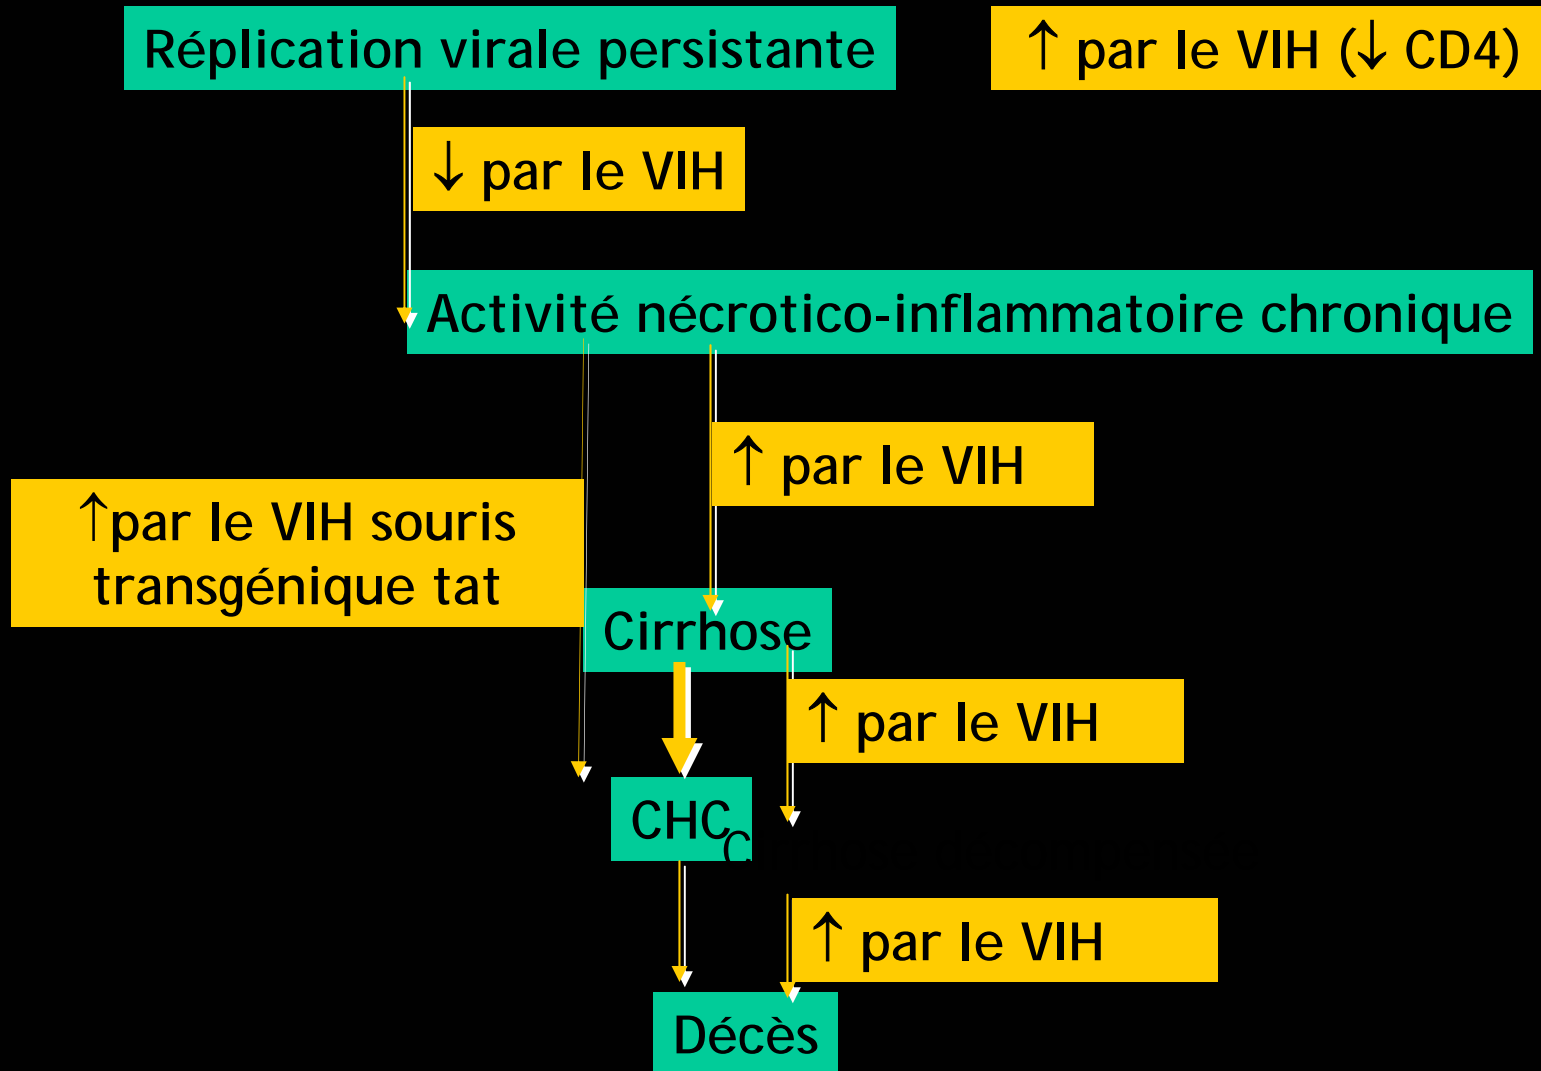 Réplication virale persistante
↑ par le VIH (↓ CD4)
↓ par le VIH
Activité nécrotico-inflammatoire chronique
↑ par le VIH
↑par le VIH souris
transgénique tat
Cirrhose
↑ par le VIH
CHC
↑ par le VIH
Décès